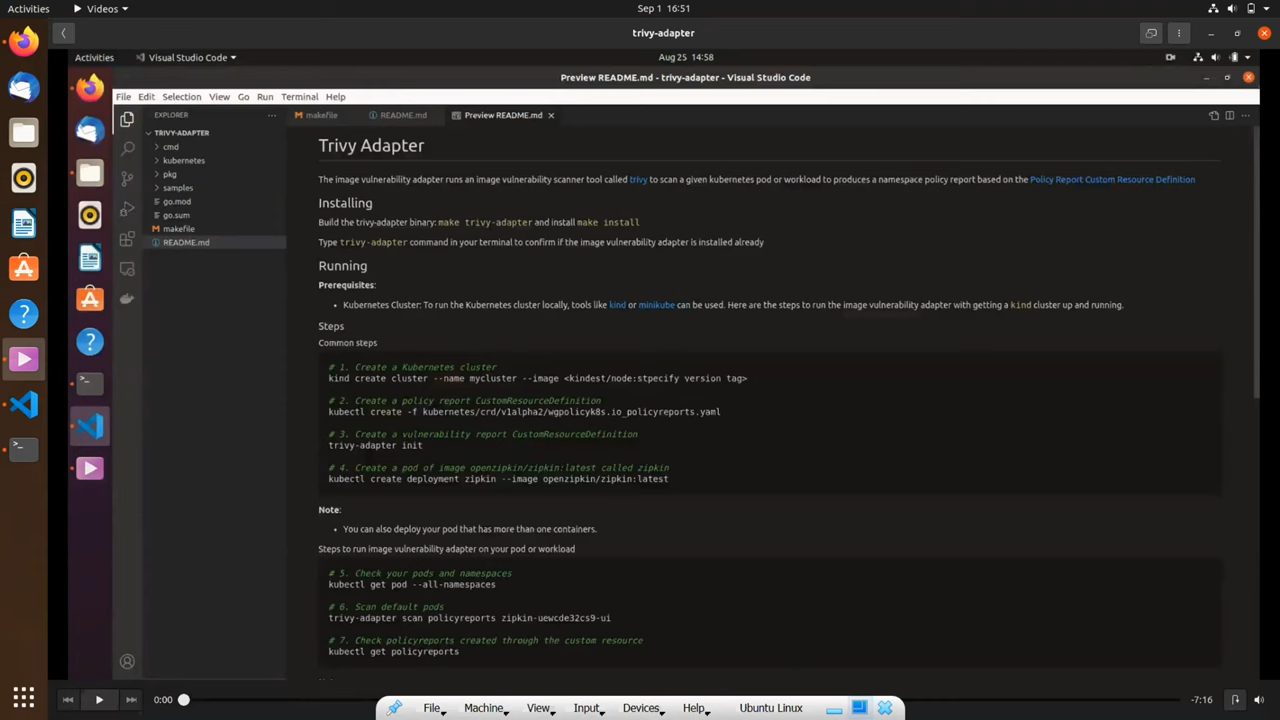 Activities Videos Sep 1 16:51
trivy-adapter
Activities Visual Studio Code Aug 25 14:58
Preview README.md - trivy-adapter - Visual Studio Code
File Edit Selection View Go Run Terminal Help
EXPLORER ··· makefile README.md Preview README.md
TRIVY-ADAPTER
cmd
kubernetes
pkg
samples
go.mod
go.sum
makefile
README.md
Trivy Adapter
The image vulnerability adapter runs an image vulnerability scanner tool called trivy to scan a given kubernetes pod or workload to produces a namespace policy report based on the Policy Report Custom Resource Definition
Installing
Build the trivy-adapter binary: make trivy-adapter and install make install
Type trivy-adapter command in your terminal to confirm if the image vulnerability adapter is installed already
Running
Prerequisites:
• Kubernetes Cluster: To run the Kubernetes cluster locally, tools like kind or minikube can be used. Here are the steps to run the image vulnerability adapter with getting a kind cluster up and running.
Steps
Common steps
# 1. Create a Kubernetes cluster
kind create cluster --name mycluster --image <kindest/node:stpecify version tag>
# 2. Create a policy report CustomResourceDefinition
kubectl create -f kubernetes/crd/v1alpha2/wgpolicyk8s.io_policyreports.yaml
# 3. Create a vulnerability report CustomResourceDefinition
trivy-adapter init
# 4. Create a pod of image openzipkin/zipkin:latest called zipkin
kubectl create deployment zipkin --image openzipkin/zipkin:latest
Note:
• You can also deploy your pod that has more than one containers.
Steps to run image vulnerability adapter on your pod or workload
# 5. Check your pods and namespaces
kubectl get pod --all-namespaces
# 6. Scan default pods
trivy-adapter scan policyreports zipkin-uewcde32cs9-ui
# 7. Check policyreports created through the custom resource
kubectl get policyreports
0:00 -7:16
File Machine View Input Devices Help Ubuntu Linux